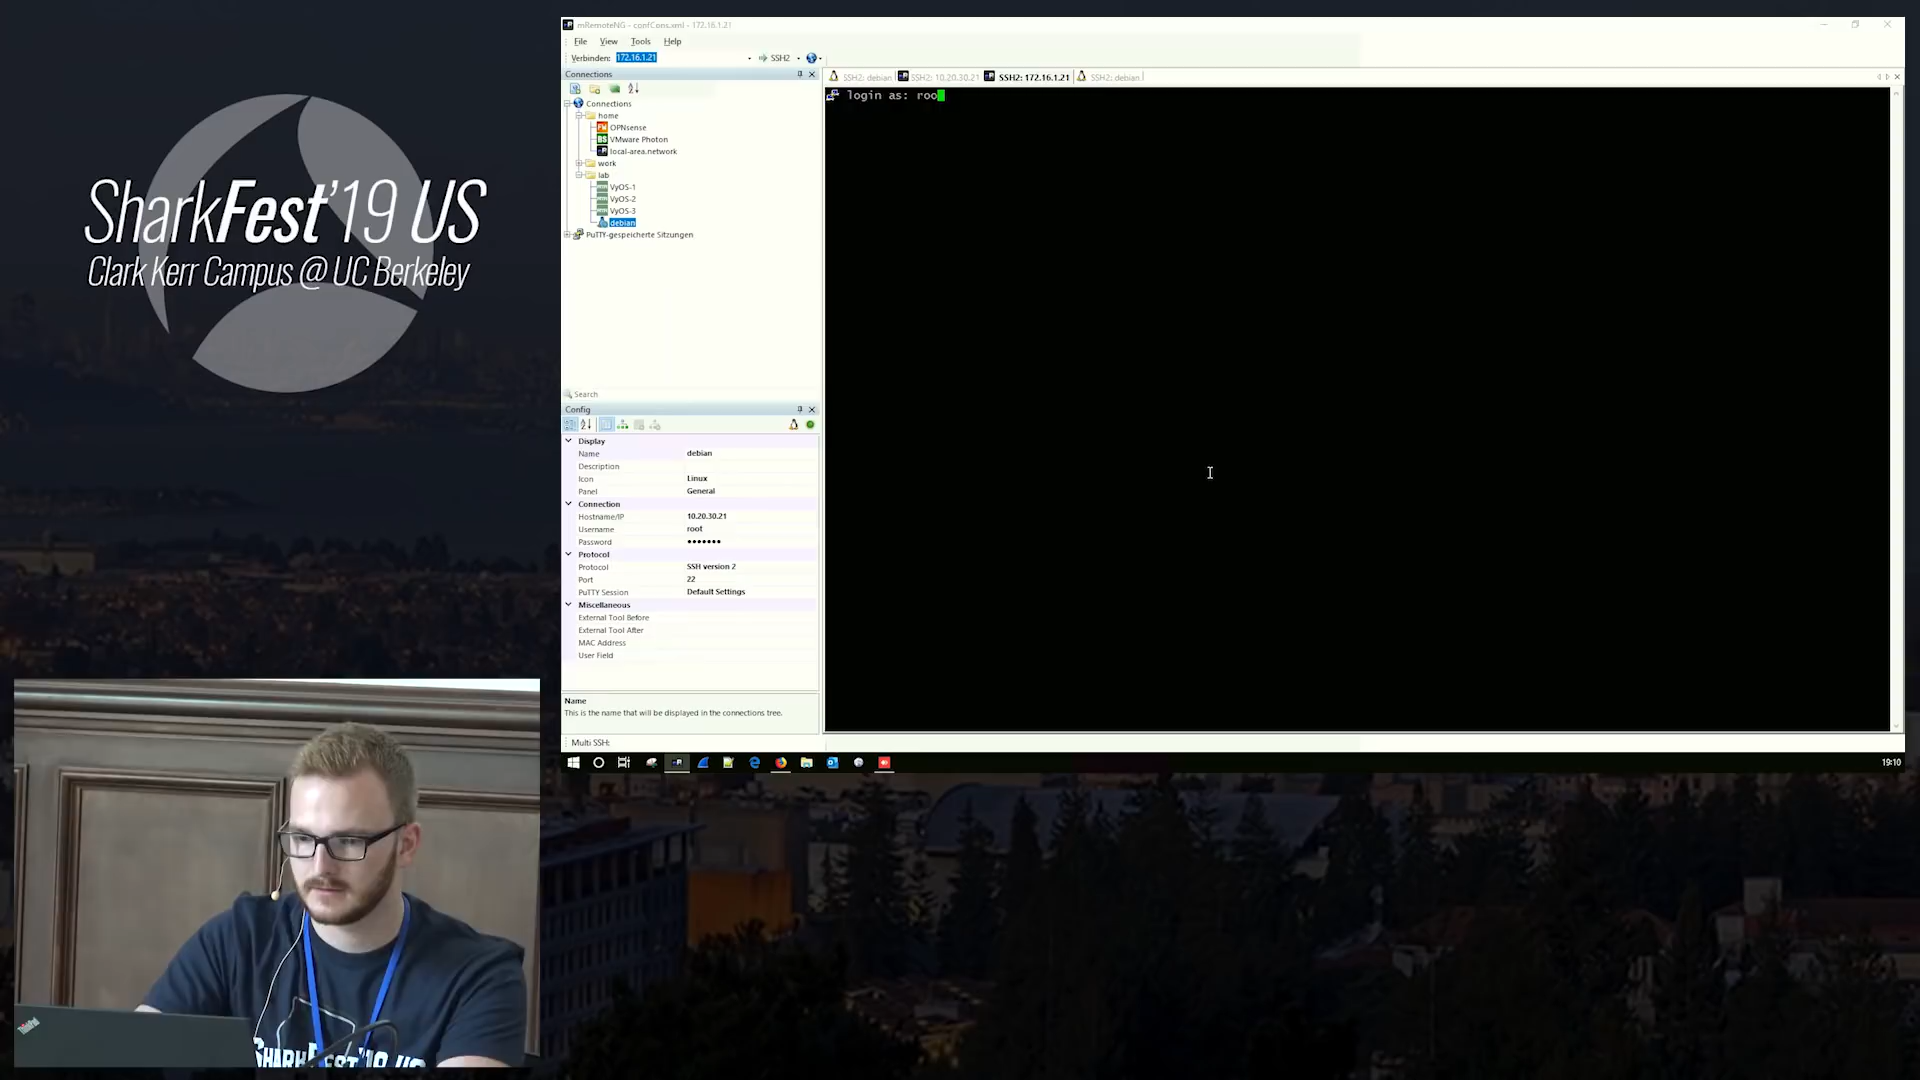 SharkFest'19 US
Clark Kerr Campus @ UC Berkeley
mRemoteNG - confCons.xml - 172.16.1.21
File View Tools Help
Verbinden: 172.16.1.21 SSH2
Connections
SSH2: debian SSH2: 10.20.30.21 SSH2: 172.16.1.21 SSH2: debian
login as: roo
Connections
home
OPNsense
VMware Photon
local-area.network
work
lab
VyOS-1
VyOS-2
VyOS-3
debian
PuTTY-gespeicherte Sitzungen
Search
Config
Display
Name debian
Description
Icon Linux
Panel General
Connection
Hostname/IP 10.20.30.21
Username root
Password •••••••
Protocol
Protocol SSH version 2
Port 22
PuTTY Session Default Settings
Miscellaneous
External Tool Before
External Tool After
MAC Address
User Field
Name
This is the name that will be displayed in the connections tree.
Multi SSH:
19:10
ThinkPad
SHARKFEST'19 US